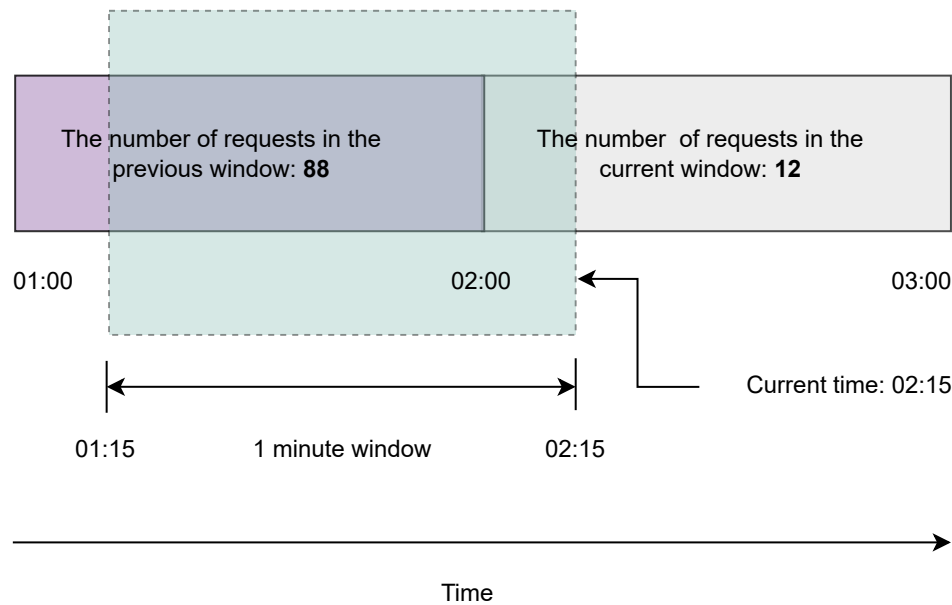 The number of requests in the
previous window: 88
The number  of requests in the
current window: 12
01:00
02:00
03:00
Current time: 02:15
01:15
1 minute window
02:15
Time